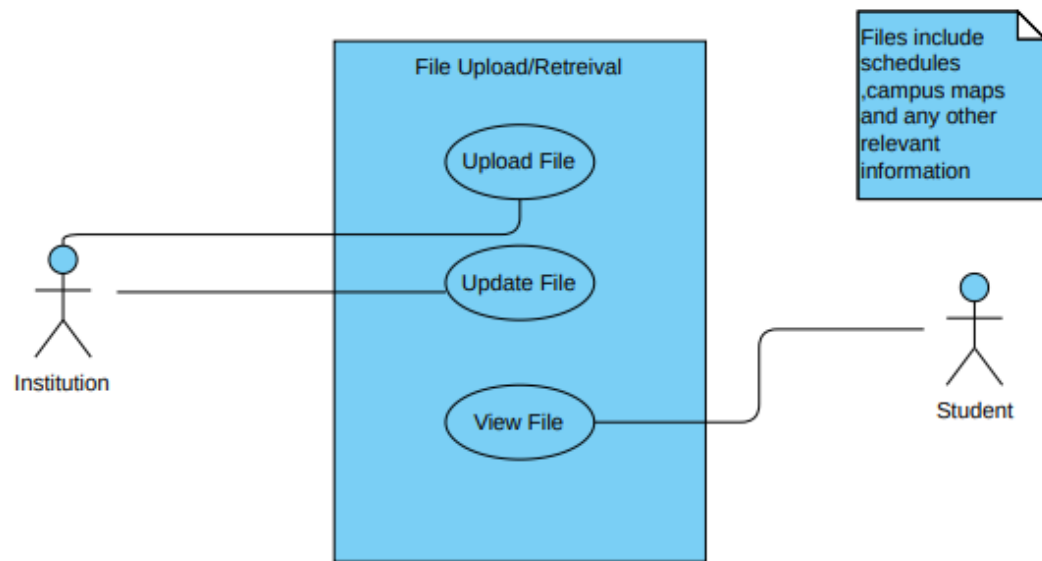 File Upload/Retreival
Files include
schedules
,campus maps
and any other
relevant
information
Upload File
Update File
Institution
View File
Student